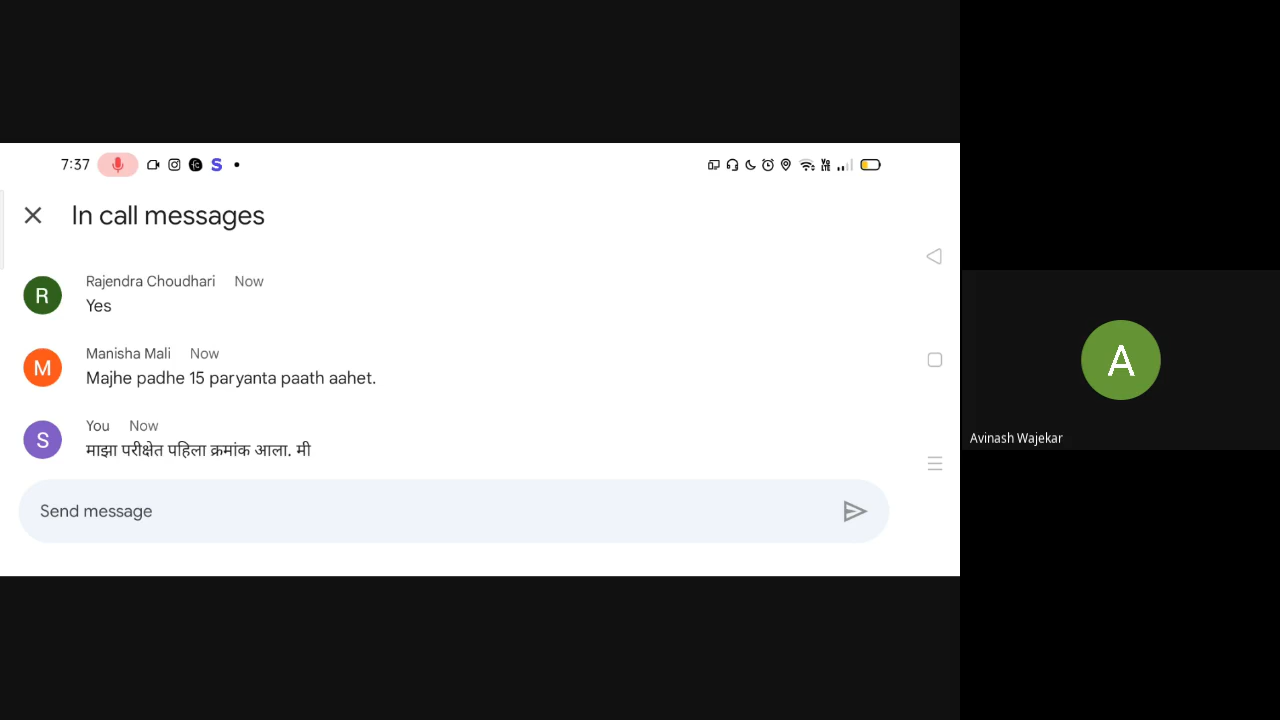 7:37
In call messages
R
Rajendra Choudhari Now
Yes
M
Manisha Mali Now
Majhe padhe 15 paryanta paath aahet.
S
You Now
माझा परीक्षेत पहिला क्रमांक आला. मी
Send message
A
Avinash Wajekar